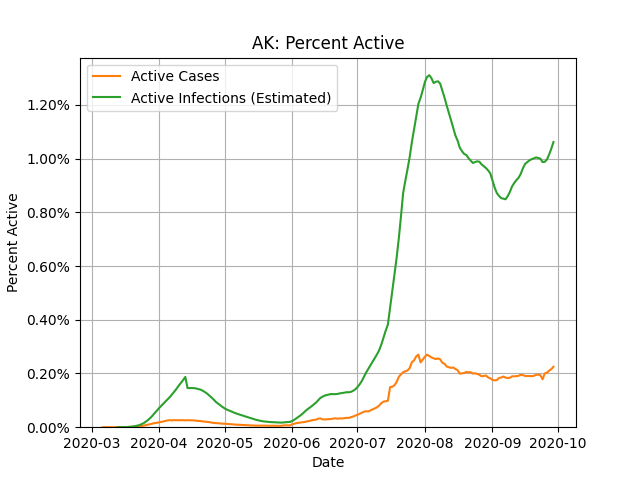 AK: Percent Active
Active Cases
Active Infections (Estimated)
Percent Active
1.20%
1.00%
0.80%
0.60%
0.40%
0.20%
0.00%
2020-03 2020-04 2020-05 2020-06 2020-07 2020-08 2020-09 2020-10
Date